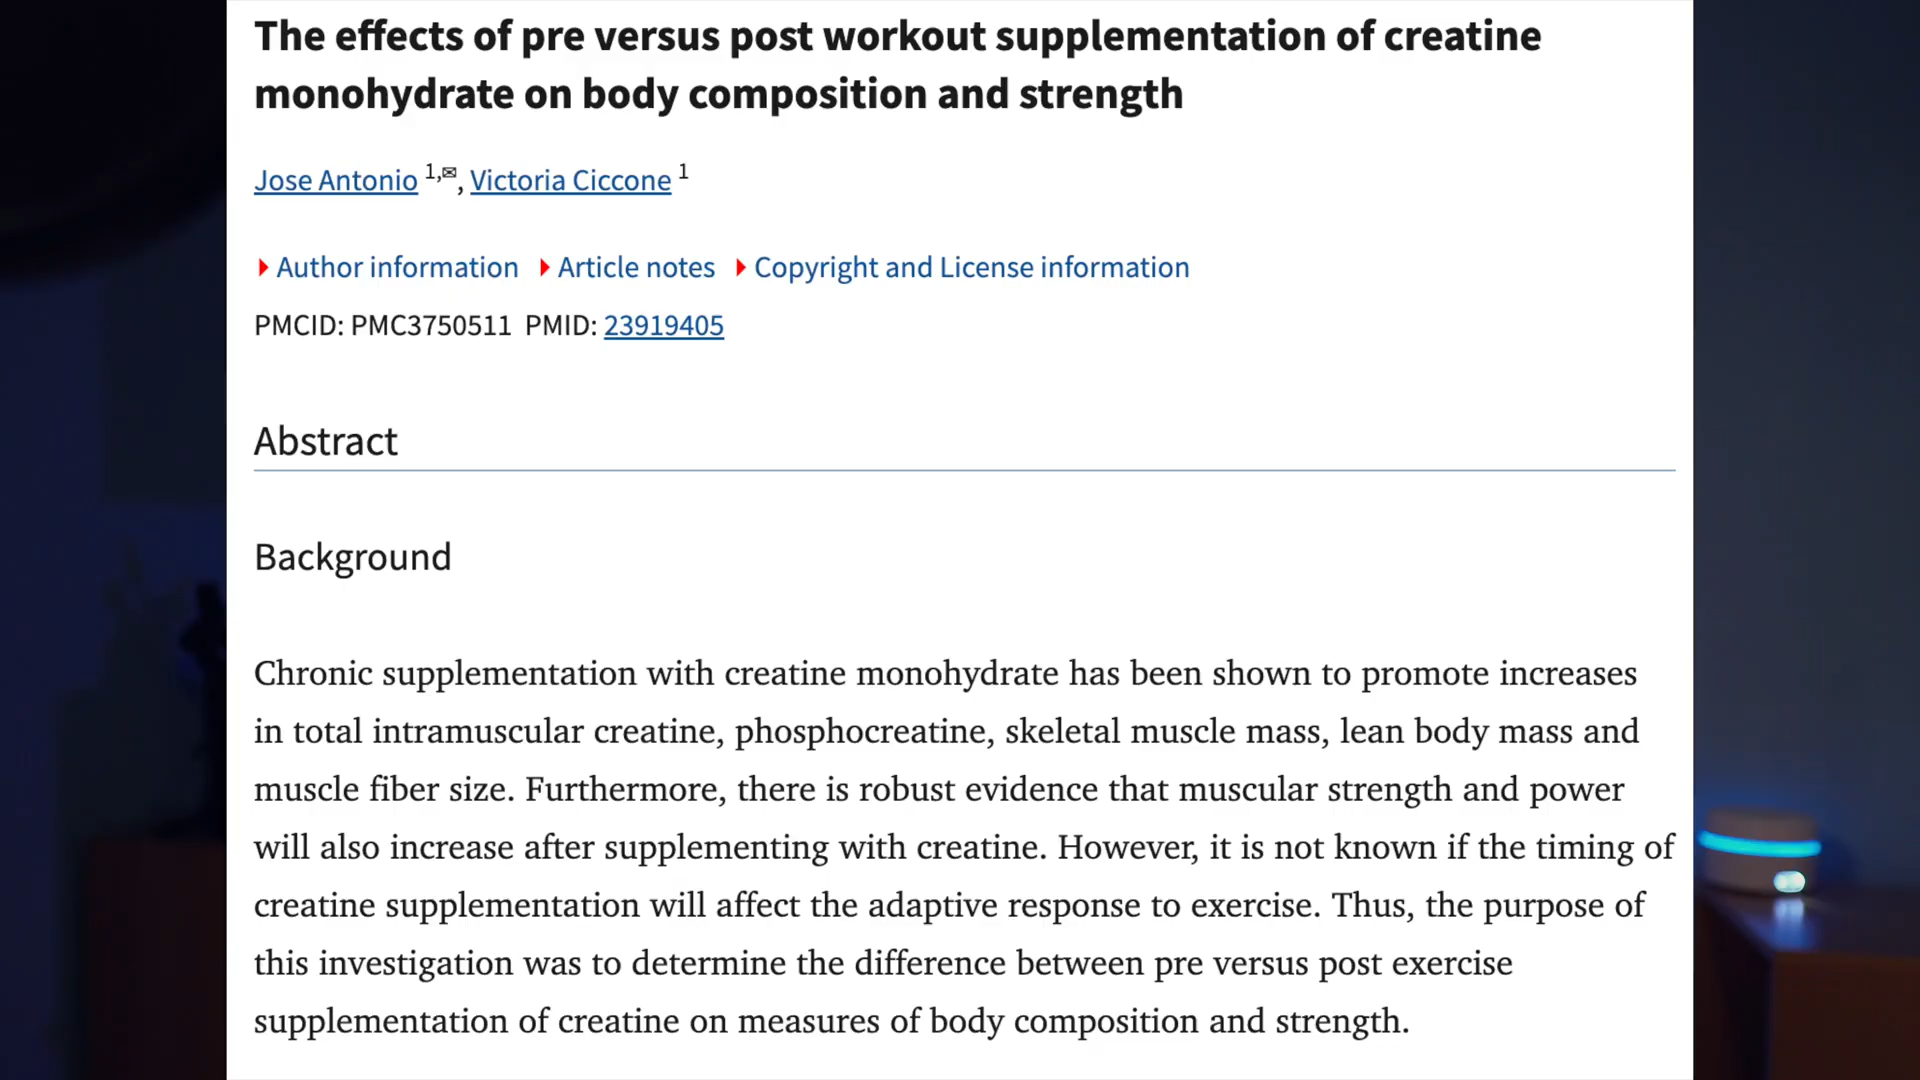 The effects of pre versus post workout supplementation of creatine
monohydrate on body composition and strength
Jose Antonio 1,✉, Victoria Ciccone 1
Author information Article notes Copyright and License information
PMCID: PMC3750511 PMID: 23919405
Abstract
Background
Chronic supplementation with creatine monohydrate has been shown to promote increases
in total intramuscular creatine, phosphocreatine, skeletal muscle mass, lean body mass and
muscle fiber size. Furthermore, there is robust evidence that muscular strength and power
will also increase after supplementing with creatine. However, it is not known if the timing of
creatine supplementation will affect the adaptive response to exercise. Thus, the purpose of
this investigation was to determine the difference between pre versus post exercise
supplementation of creatine on measures of body composition and strength.